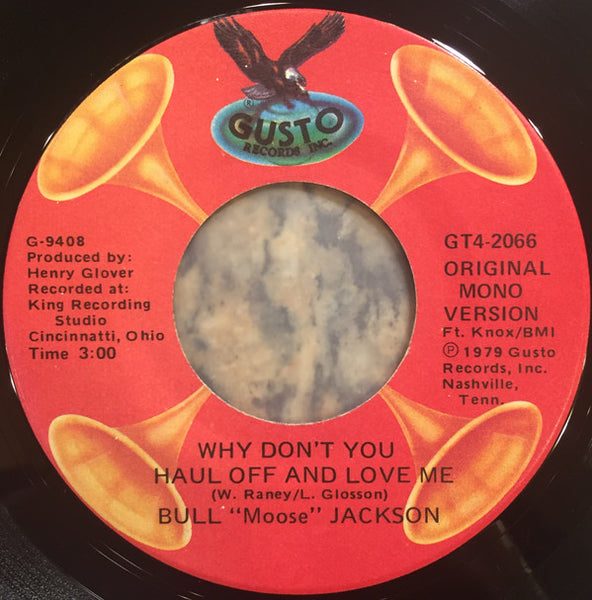 ®
GUSTO
RECORDS INC.
G-9408
Produced by:
Henry Glover
Recorded at:
King Recording
Studio
Cincinnatti, Ohio
Time 3:00
GT4-2066
ORIGINAL
MONO
VERSION
Ft. Knox/BMI
℗ 1979 Gusto
Records, Inc.
Nashville,
Tenn.
WHY DON'T YOU
HAUL OFF AND LOVE ME
(W. Raney/L. Glosson)
BULL "Moose" JACKSON